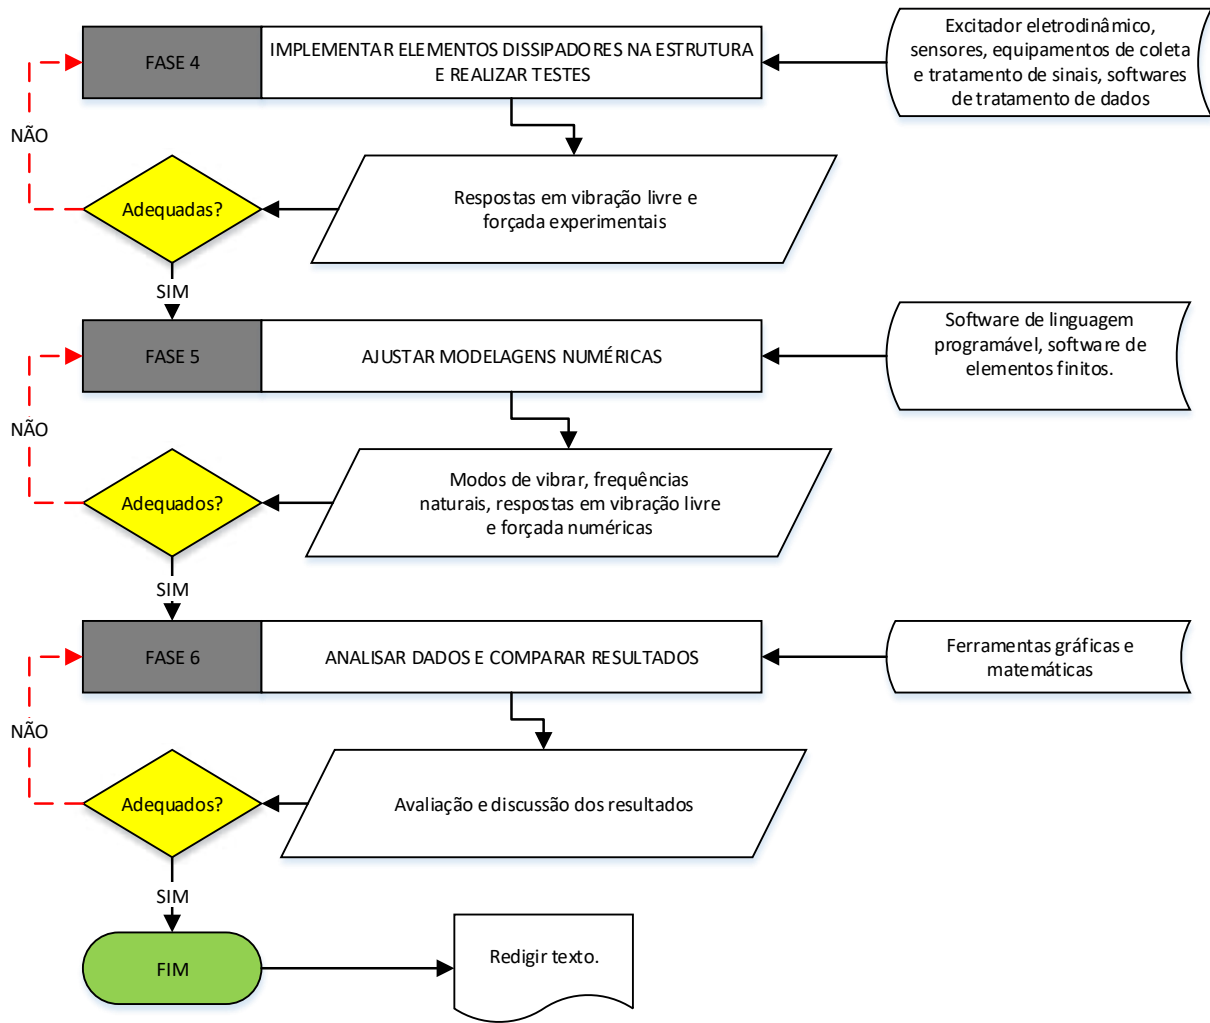 FASE 4
IMPLEMENTAR ELEMENTOS DISSIPADORES NA ESTRUTURA
E REALIZAR TESTES
Excitador eletrodinâmico,
sensores, equipamentos de coleta
e tratamento de sinais, softwares
de tratamento de dados
NÃO
Adequadas?
Respostas em vibração livre e
forçada experimentais
SIM
FASE 5
AJUSTAR MODELAGENS NUMÉRICAS
Software de linguagem
programável, software de
elementos finitos.
NÃO
Adequados?
Modos de vibrar, frequências
naturais, respostas em vibração livre
e forçada numéricas
SIM
FASE 6
ANALISAR DADOS E COMPARAR RESULTADOS
Ferramentas gráficas e
matemáticas
NÃO
Adequados?
Avaliação e discussão dos resultados
SIM
FIM
Redigir texto.